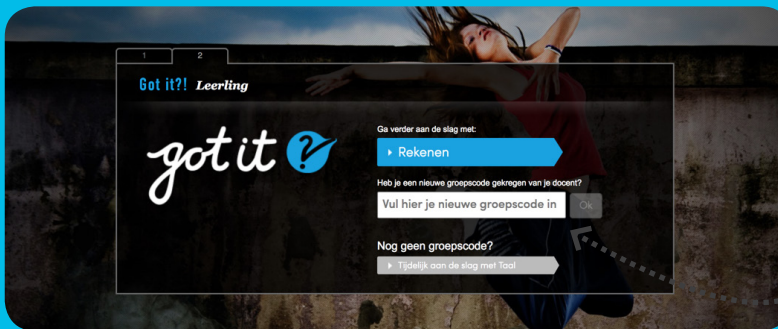 1
2
Got it?! Leerling
got it ?
Ga verder aan de slag met:
Rekenen
Heb je een nieuwe groepscode gekregen van je docent?
Vul hier je nieuwe groepscode in
Ok
Nog geen groepscode?
Tijdelijk aan de slag met Taal